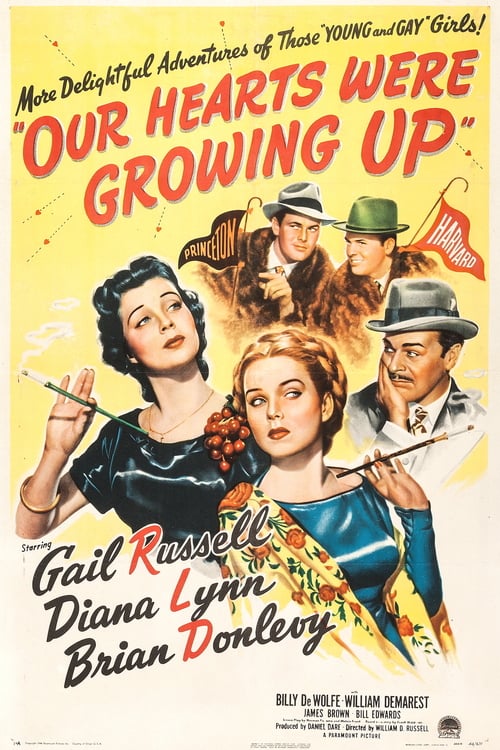 More Delightful Adventures of Those "YOUNG and GAY" Girls!
"OUR HEARTS WERE
GROWING UP"
PRINCETON
HARVARD
Starring
Gail Russell
Diana Lynn
Brian Donlevy
BILLY De WOLFE • WILLIAM DEMAREST
JAMES BROWN • BILL EDWARDS
Produced by DANIEL DARE • Directed by WILLIAM D. RUSSELL
A PARAMOUNT PICTURE